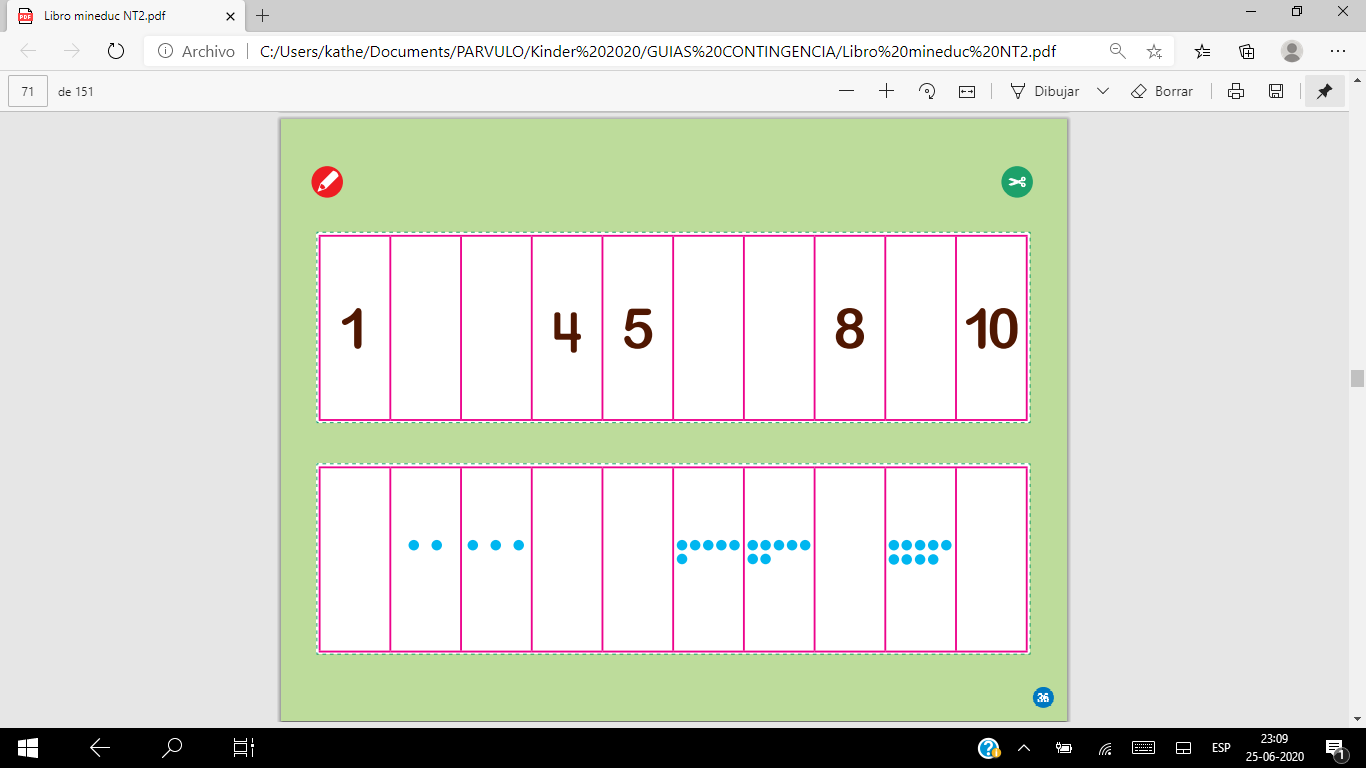 Libro mineduc NT2.pdf
Archivo C:/Users/kathe/Documents/PARVULO/Kinder%202020/GUIAS%20CONTINGENCIA/Libro%20mineduc%20NT2.pdf
71 de 151 Dibujar Borrar
1 4 5 8 10
36
ESP 23:09
25-06-2020 1